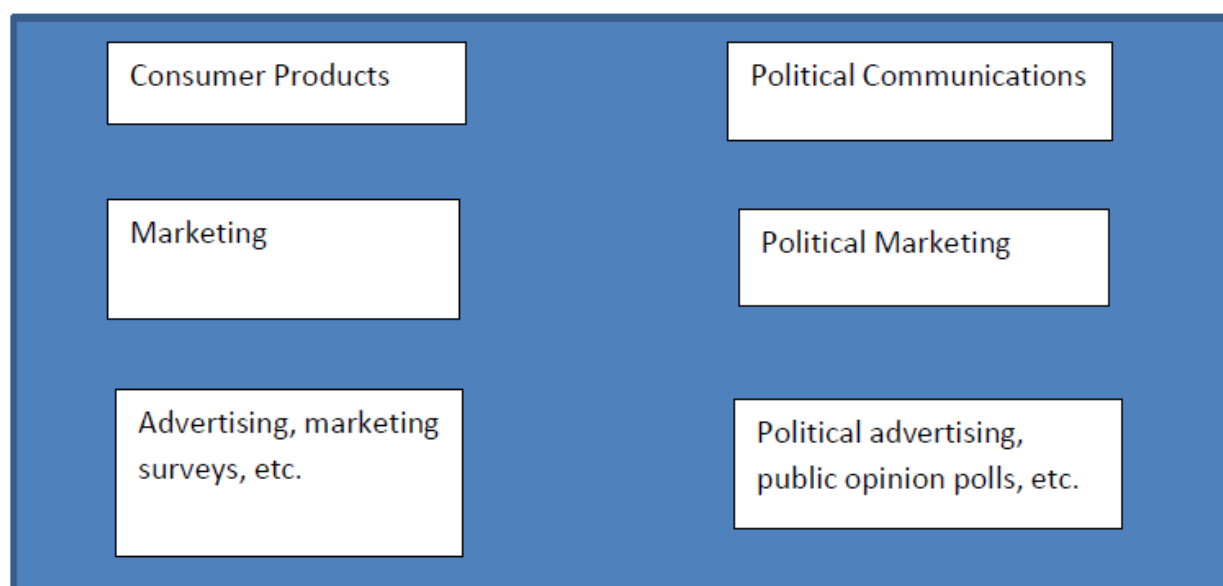 Consumer Products
Political Communications
Marketing
Political Marketing
Advertising, marketing
surveys, etc.
Political advertising,
public opinion polls, etc.